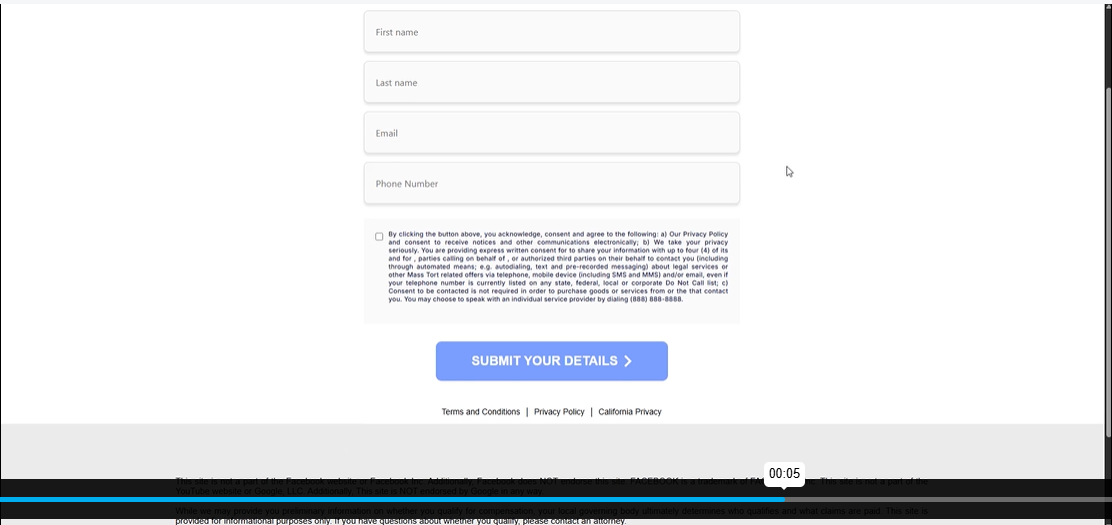 First name
Last name
Email
Phone Number
By clicking the button above, you acknowledge, consent and agree to the following: a) Our Privacy Policy
and consent to receive notices and other communications electronically; b) We take your privacy
seriously. You are providing express written consent for to share your information with up to four (4) of its
and for , parties calling on behalf of , or authorized third parties on their behalf to contact you (including
through automated means; e.g. autodialing, text and pre-recorded messaging) about legal services or
other Mass Tort related offers via telephone, mobile device (including SMS and MMS) and/or email, even if
your telephone number is currently listed on any state, federal, local or corporate Do Not Call list; c)
Consent to be contacted is not required in order to purchase goods or services from or the that contact
you. You may choose to speak with an individual service provider by dialing (888) 888-8888.
SUBMIT YOUR DETAILS
Terms and Conditions | Privacy Policy | California Privacy
00:05
This site is not a part of the Facebook website or Facebook Inc. Additionally, Facebook does NOT endorse this site. FACEBOOK is a trademark of This site is not a part of the
YouTube website or Google, LLC. Additionally, This site is NOT endorsed by Google in any way.
While we may provide you preliminary information on whether you qualify for compensation, your local governing body ultimately determines who qualifies and what claims are paid. This site is
provided for informational purposes only. If you have questions about whether you qualify, please contact an attorney.